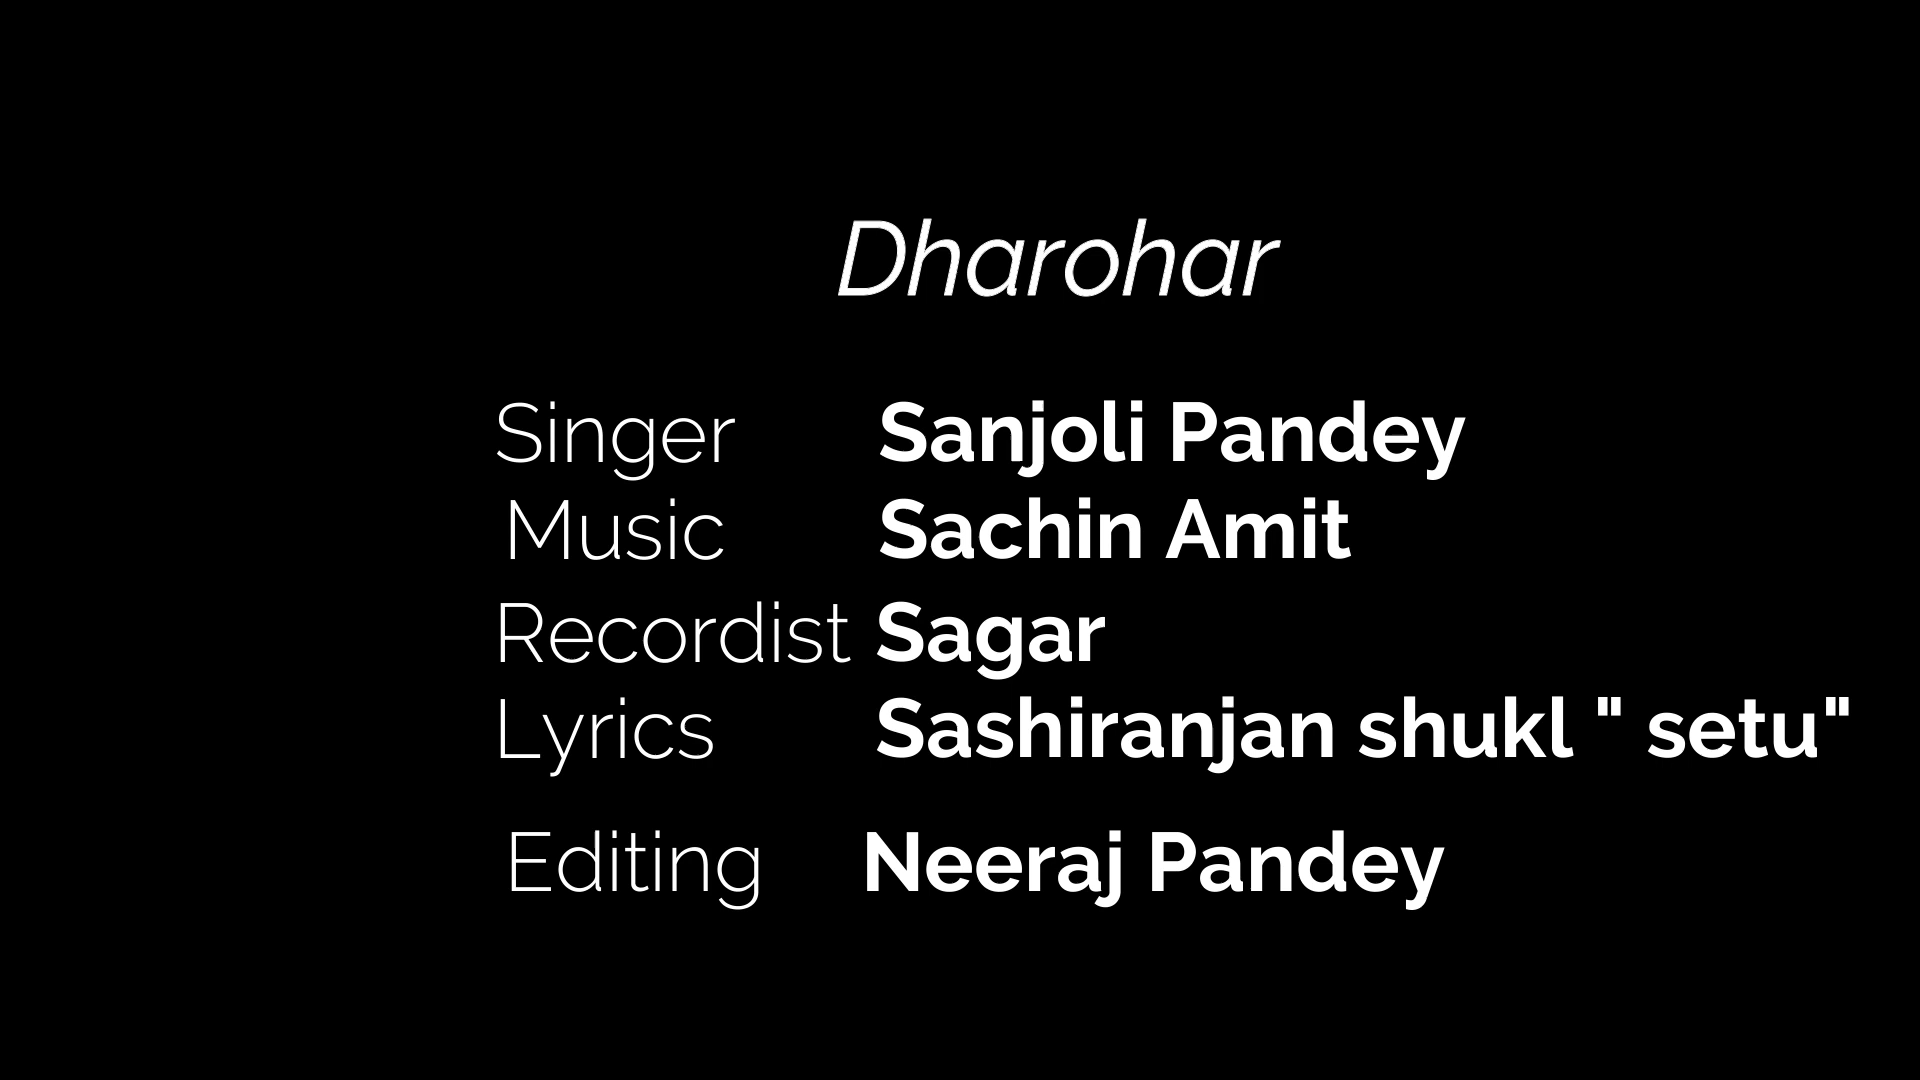 Dharohar
Singer Sanjoli Pandey
Music Sachin Amit
Recordist Sagar
Lyrics Sashiranjan shukl " setu"
Editing Neeraj Pandey